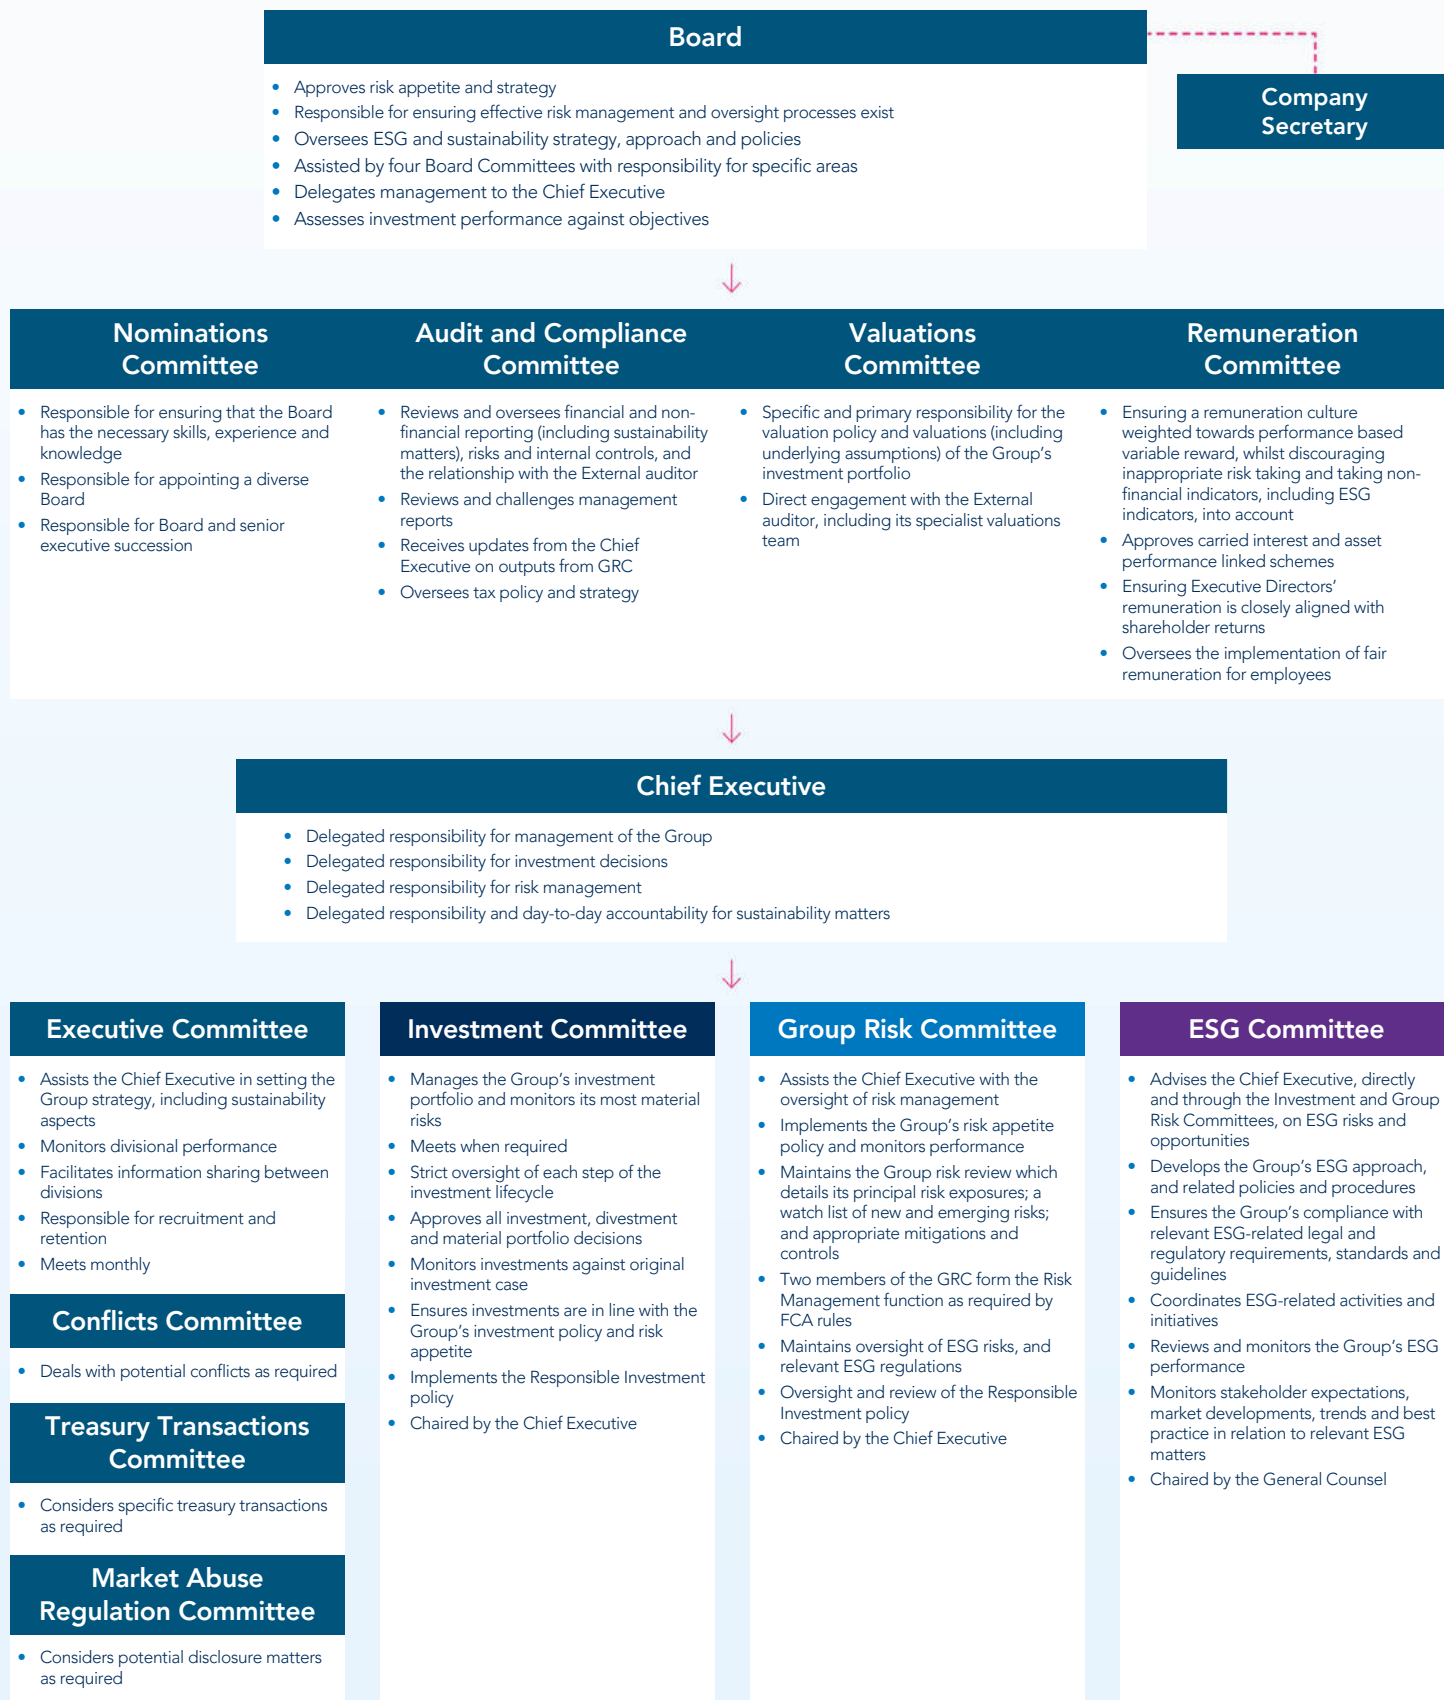 Board
• Approves risk appetite and strategy
• Responsible for ensuring effective risk management and oversight processes exist
• Oversees ESG and sustainability strategy, approach and policies
• Assisted by four Board Committees with responsibility for specific areas
• Delegates management to the Chief Executive
• Assesses investment performance against objectives
Company
Secretary
Nominations
Committee
• Responsible for ensuring that the Board
has the necessary skills, experience and
knowledge
• Responsible for appointing a diverse
Board
• Responsible for Board and senior
executive succession
Audit and Compliance
Committee
• Reviews and oversees financial and non-
financial reporting (including sustainability
matters), risks and internal controls, and
the relationship with the External auditor
• Reviews and challenges management
reports
• Receives updates from the Chief
Executive on outputs from GRC
• Oversees tax policy and strategy
Valuations
Committee
• Specific and primary responsibility for the
valuation policy and valuations (including
underlying assumptions) of the Group's
investment portfolio
• Direct engagement with the External
auditor, including its specialist valuations
team
Remuneration
Committee
• Ensuring a remuneration culture
weighted towards performance based
variable reward, whilst discouraging
inappropriate risk taking and taking non-
financial indicators, including ESG
indicators, into account
• Approves carried interest and asset
performance linked schemes
• Ensuring Executive Directors'
remuneration is closely aligned with
shareholder returns
• Oversees the implementation of fair
remuneration for employees
Chief Executive
• Delegated responsibility for management of the Group
• Delegated responsibility for investment decisions
• Delegated responsibility for risk management
• Delegated responsibility and day-to-day accountability for sustainability matters
Executive Committee
• Assists the Chief Executive in setting the
Group strategy, including sustainability
aspects
• Monitors divisional performance
• Facilitates information sharing between
divisions
• Responsible for recruitment and
retention
• Meets monthly
Conflicts Committee
• Deals with potential conflicts as required
Treasury Transactions
Committee
• Considers specific treasury transactions
as required
Market Abuse
Regulation Committee
• Considers potential disclosure matters
as required
Investment Committee
• Manages the Group's investment
portfolio and monitors its most material
risks
• Meets when required
• Strict oversight of each step of the
investment lifecycle
• Approves all investment, divestment
and material portfolio decisions
• Monitors investments against original
investment case
• Ensures investments are in line with the
Group's investment policy and risk
appetite
• Implements the Responsible Investment
policy
• Chaired by the Chief Executive
Group Risk Committee
• Assists the Chief Executive with the
oversight of risk management
• Implements the Group's risk appetite
policy and monitors performance
• Maintains the Group risk review which
details its principal risk exposures; a
watch list of new and emerging risks;
and appropriate mitigations and
controls
• Two members of the GRC form the Risk
Management function as required by
FCA rules
• Maintains oversight of ESG risks, and
relevant ESG regulations
• Oversight and review of the Responsible
Investment policy
• Chaired by the Chief Executive
ESG Committee
• Advises the Chief Executive, directly
and through the Investment and Group
Risk Committees, on ESG risks and
opportunities
• Develops the Group's ESG approach,
and related policies and procedures
• Ensures the Group's compliance with
relevant ESG-related legal and
regulatory requirements, standards and
guidelines
• Coordinates ESG-related activities and
initiatives
• Reviews and monitors the Group's ESG
performance
• Monitors stakeholder expectations,
market developments, trends and best
practice in relation to relevant ESG
matters
• Chaired by the General Counsel